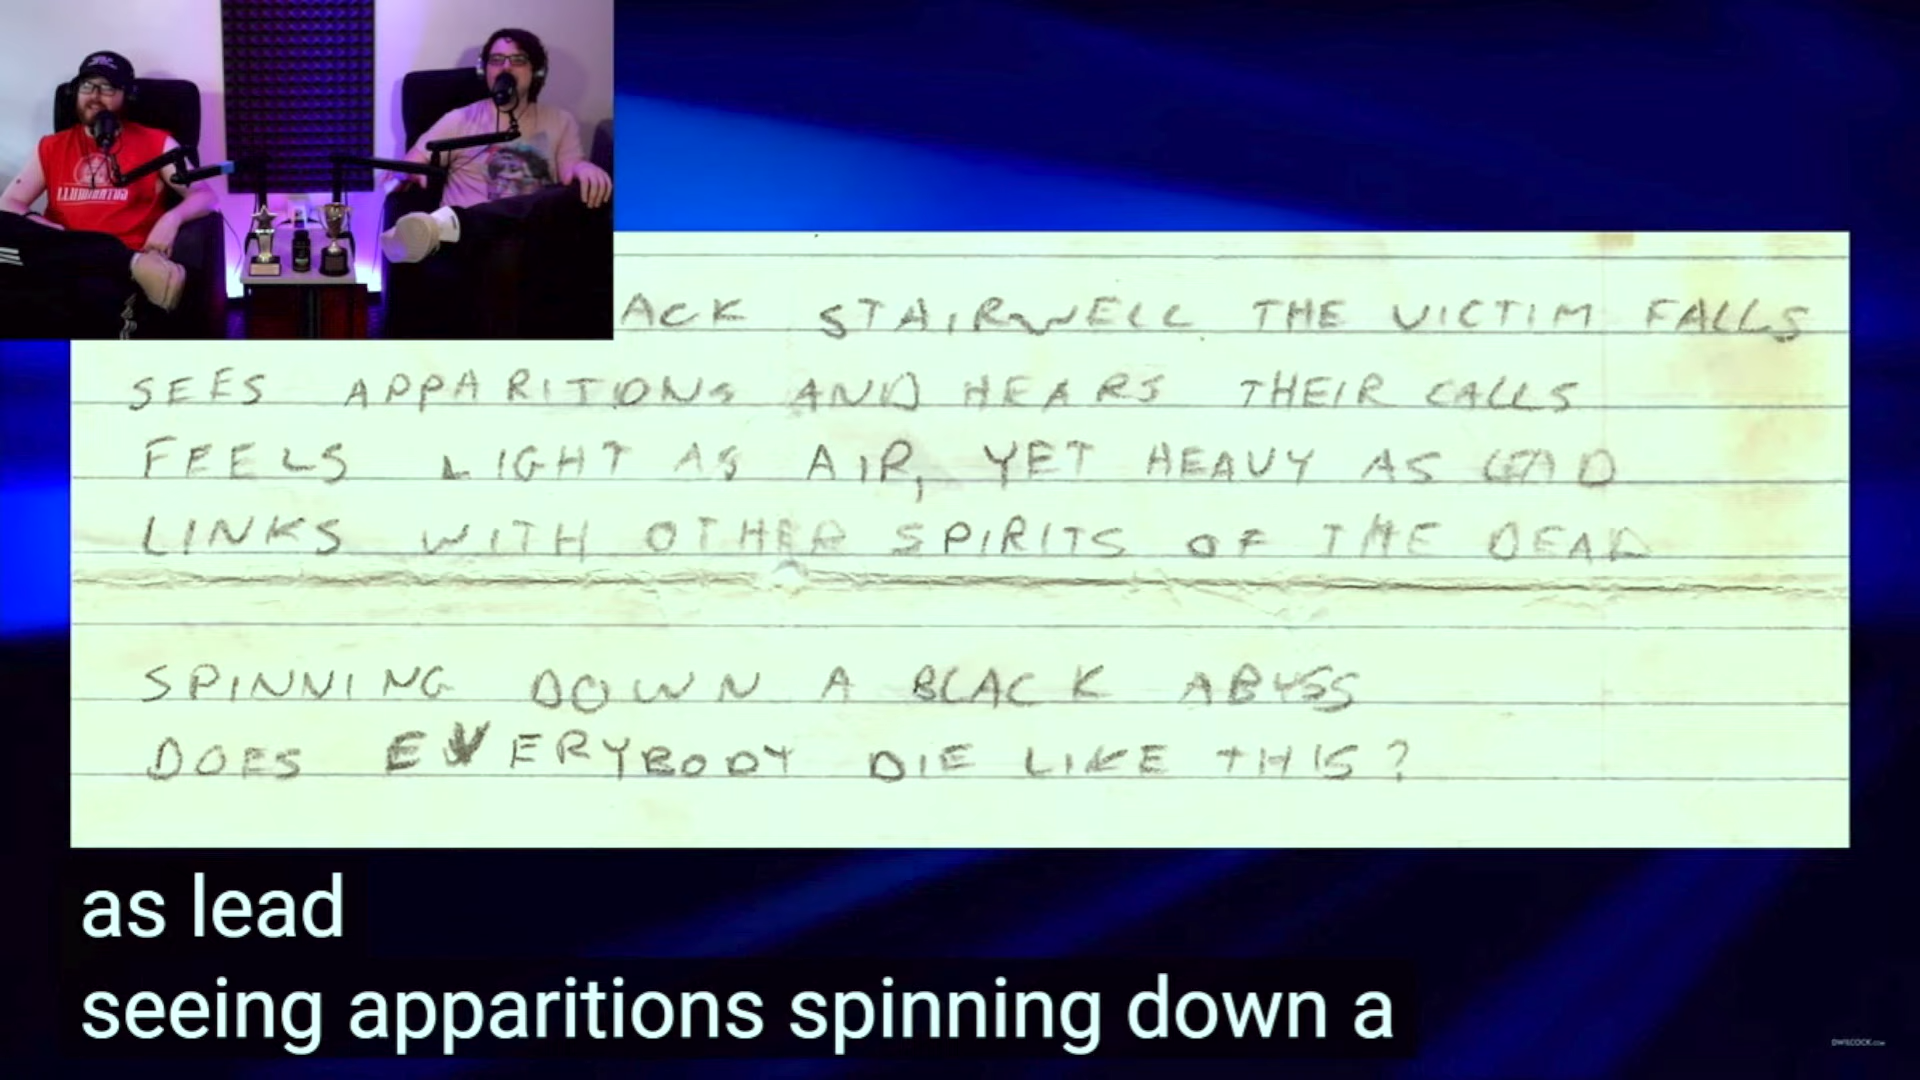 ACK STAIRWELL THE VICTIM FALLS
SEES APPARITIONS AND HEARS THEIR CALLS
FEELS LIGHT AS AIR, YET HEAVY AS LEAD
LINKS WITH OTHER SPIRITS OF THE DEAD
SPINNING DOWN A BLACK ABYSS
DOES EVERYBODY DIE LIKE THIS?
as lead
seeing apparitions spinning down a
DWILCOCK.COM